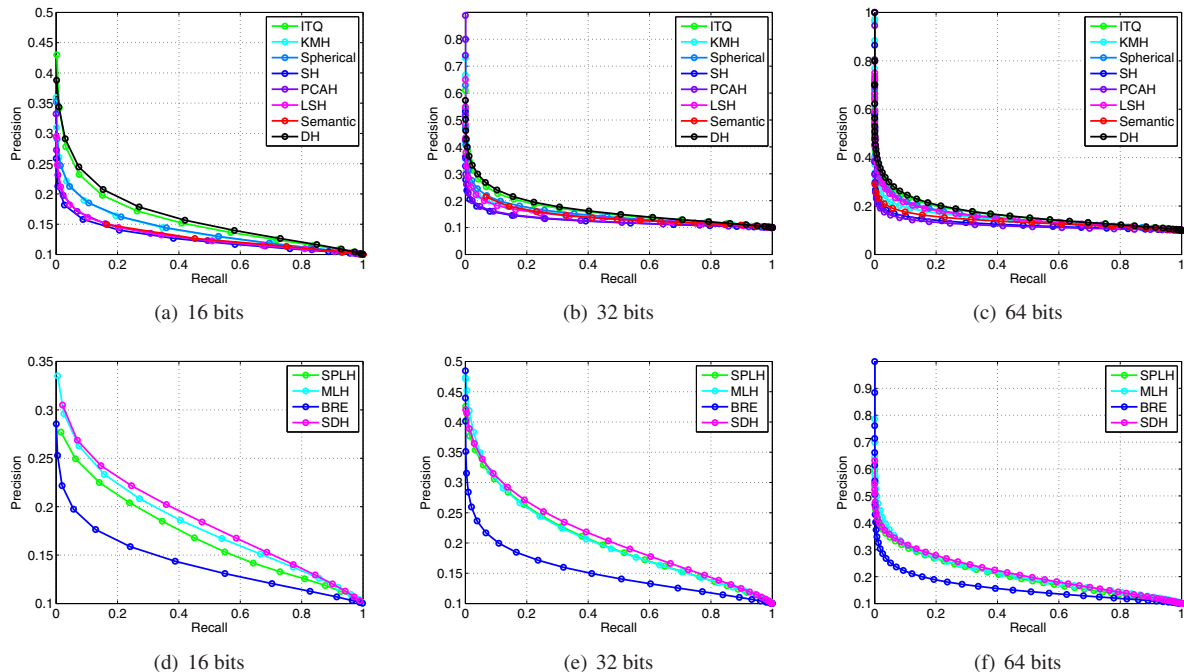 0.5
0.45
0.4
0.35
0.3
0.25
0.2
0.15
0.1
0 0.2 0.4 0.6 0.8 1
Precision
Recall
ITQ
KMH
Spherical
SH
PCAH
LSH
Semantic
DH
(a) 16 bits
0.8
0.7
0.6
0.5
0.4
0.3
0.2
0.1
0
0 0.2 0.4 0.6 0.8 1
Precision
Recall
ITQ
KMH
Spherical
SH
PCAH
LSH
Semantic
DH
(b) 32 bits
1
0.8
0.6
0.4
0.2
0
0 0.2 0.4 0.6 0.8 1
Precision
Recall
ITQ
KMH
Spherical
SH
PCAH
LSH
Semantic
DH
(c) 64 bits
0.35
0.3
0.25
0.2
0.15
0.1
0 0.2 0.4 0.6 0.8 1
Precision
Recall
SPLH
MLH
BRE
SDH
(d) 16 bits
0.5
0.45
0.4
0.35
0.3
0.25
0.2
0.15
0.1
0 0.2 0.4 0.6 0.8 1
Precision
Recall
SPLH
MLH
BRE
SDH
(e) 32 bits
0.9
0.8
0.7
0.6
0.5
0.4
0.3
0.2
0.1
0 0.2 0.4 0.6 0.8 1
Precision
Recall
SPLH
MLH
BRE
SDH
(f) 64 bits